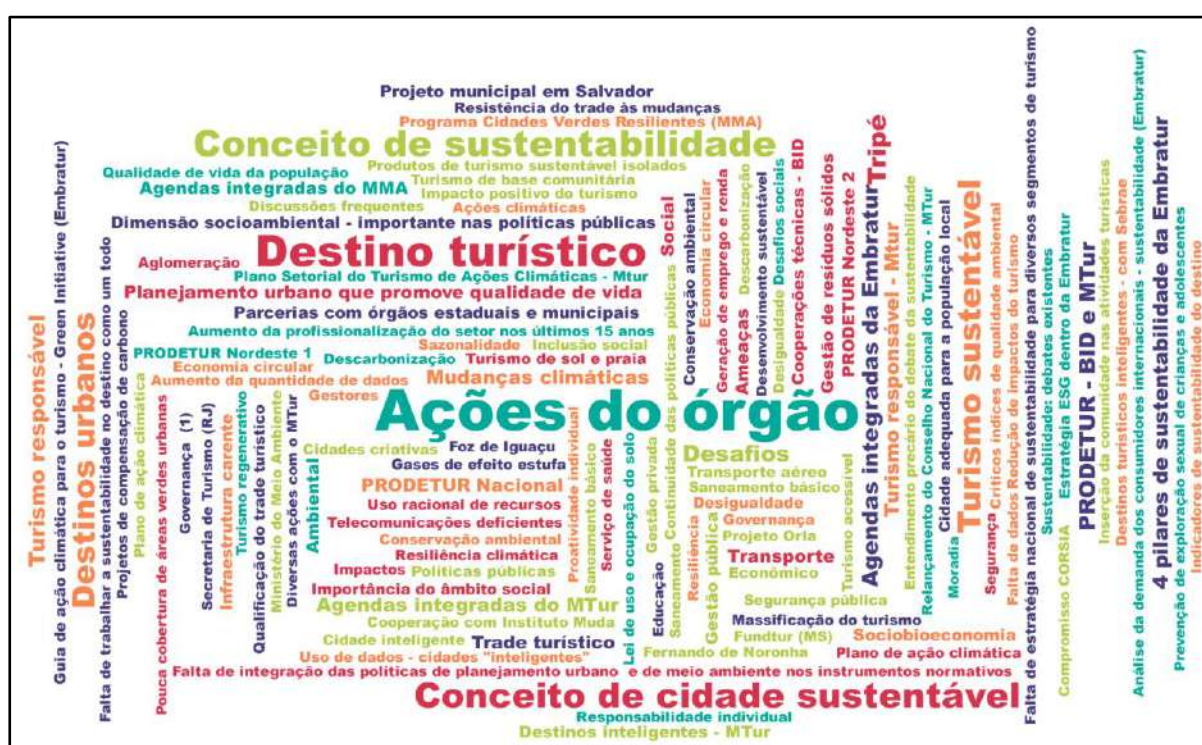 Projeto municipal em Salvador
Resistência do trade às mudanças
Programa Cidades Verdes Resilientes (MMA)
Conceito de sustentabilidade
Produtos de turismo sustentável isolados
Qualidade de vida da população
Turismo de base comunitária
Agendas integradas do MMA
Impacto positivo do turismo
Discussões frequentes
Ações climáticas
Dimensão socioambiental - importante nas políticas públicas
Destino turístico
Aglomeração
Plano Setorial do Turismo de Ações Climáticas - Mtur
Planejamento urbano que promove qualidade de vida
Parcerias com órgãos estaduais e municipais
Aumento da profissionalização do setor nos últimos 15 anos
Sazonalidade
Inclusão social
PRODETUR Nordeste 1
Descarbonização
Turismo de sol e praia
Economia circular
Mudanças climáticas
Aumento da quantidade de dados
Gestores
Ações do órgão
Turismo responsável
Guia de ação climática para o turismo - Green Initiative (Embratur)
Destinos urbanos
Falta de trabalhar a sustentabilidade no destino como um todo
Projetos de compensação de carbono
Plano de ação climática
Pouca cobertura de áreas verdes urbanas
Governança (1)
Secretaria de Turismo (RJ)
Infraestrutura carente
Turismo regenerativo
Qualificação do trade turístico
Ministério do Meio Ambiente
Diversas ações com o MTur
Ambiental
Cidades criativas
Foz de Iguaçu
Gases de efeito estufa
PRODETUR Nacional
Uso racional de recursos
Telecomunicações deficientes
Conservação ambiental
Resiliência climática
Impactos
Políticas públicas
Importância do âmbito social
Agendas integradas do MTur
Cooperação com Instituto Muda
Cidade inteligente
Trade turístico
Uso de dados - cidades "inteligentes"
Falta de integração das políticas de planejamento urbano e de meio ambiente nos instrumentos normativos
Conceito de cidade sustentável
Responsabilidade individual
Destinos inteligentes - MTur
Proatividade individual
Saneamento básico
Serviço de saúde
Lei de uso e ocupação do solo
Gestão privada
Educação
Saneamento
Continuidade das políticas públicas
Resiliência
Gestão pública
Desafios
Transporte aéreo
Saneamento básico
Desigualdade
Governança
Projeto Orla
Transporte
Econômico
Segurança pública
Massificação do turismo
Fundtur (MS)
Sociobioeconomia
Fernando de Noronha
Plano de ação climática
Turismo acessível
Social
Conservação ambiental
Economia circular
Geração de emprego e renda
Ameaças
Descarbonização
Desenvolvimento sustentável
Desigualdade
Desafios sociais
Cooperações técnicas - BID
Gestão de resíduos sólidos
PRODETUR Nordeste 2
Agendas integradas da Embratur
Tripé
Turismo responsável - Mtur
Entendimento precário do debate da sustentabilidade
Relançamento do Conselho Nacional do Turismo - MTur
Cidade adequada para a população local
Moradia
Turismo sustentável
Segurança
Críticos índices de qualidade ambiental
Falta de dados
Redução de impactos do turismo
Falta de estratégia nacional de sustentabilidade para diversos segmentos de turismo
Sustentabilidade: debates existentes
Compromisso CORSIA
Estratégia ESG dentro da Embratur
PRODETUR - BID e MTur
Inserção da comunidade nas atividades turísticas
Destinos turísticos inteligentes - com Sebrae
Análise da demanda dos consumidores internacionais - sustentabilidade (Embratur)
4 pilares de sustentabilidade da Embratur
Prevenção de exploração sexual de crianças e adolescentes